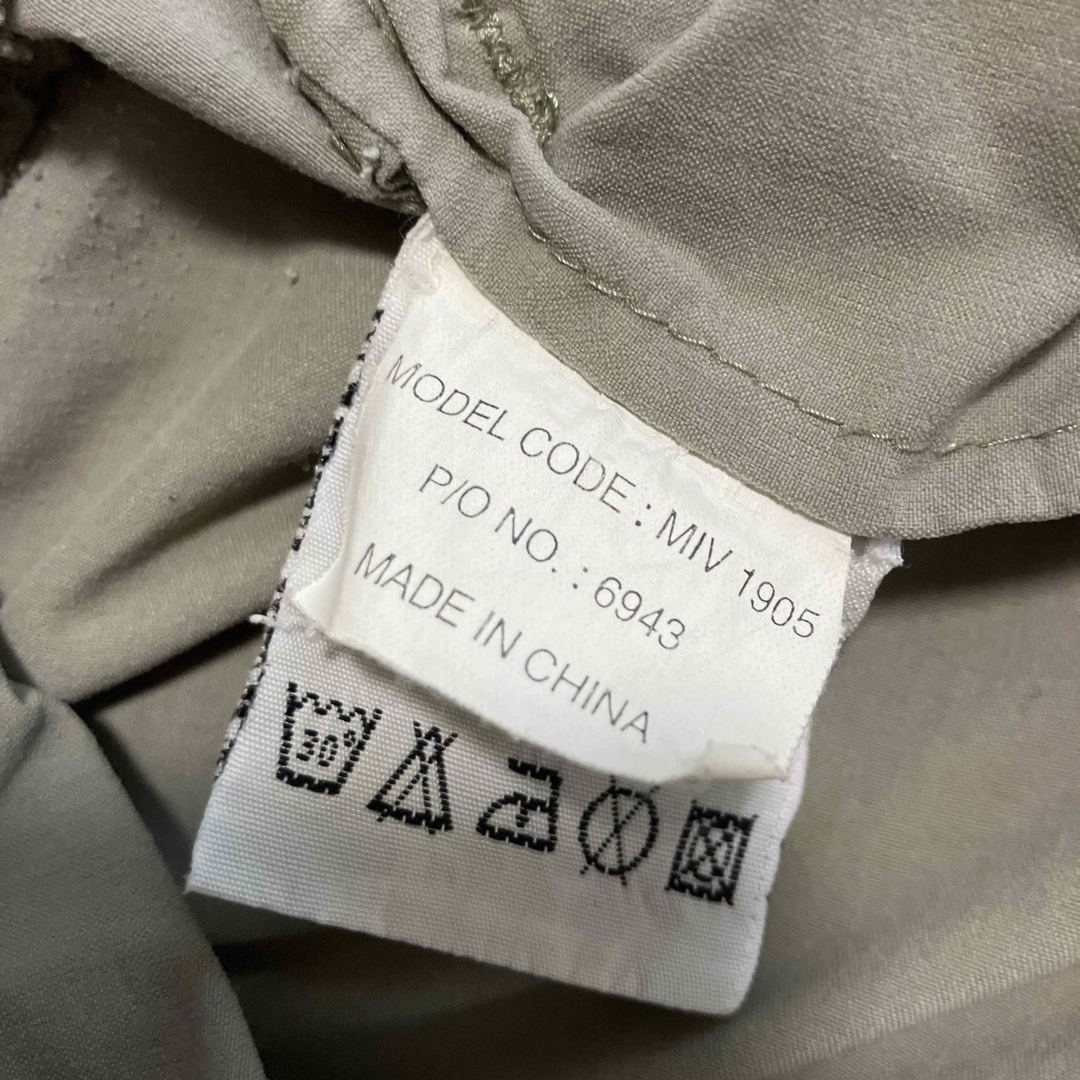 MODEL CODE : MIV 1905
P/O NO. : 6943
MADE IN CHINA
30°